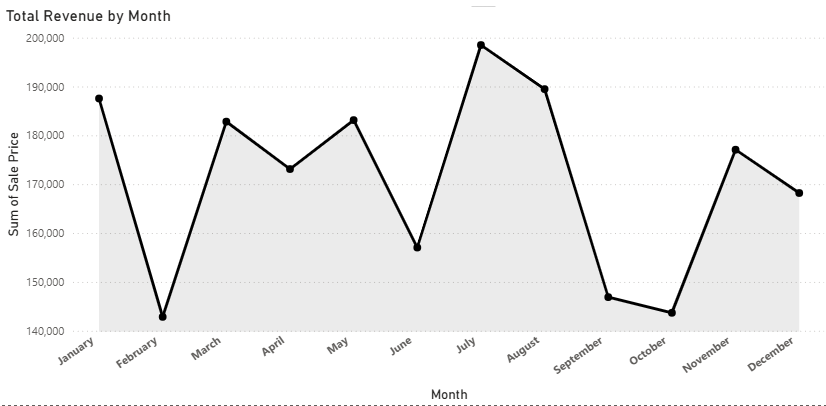 Total Revenue by Month
200,000
190,000
180,000
170,000
160,000
150,000
140,000
Sum of Sale Price
January
February
March
April
May
June
July
August
September
October
November
December
Month